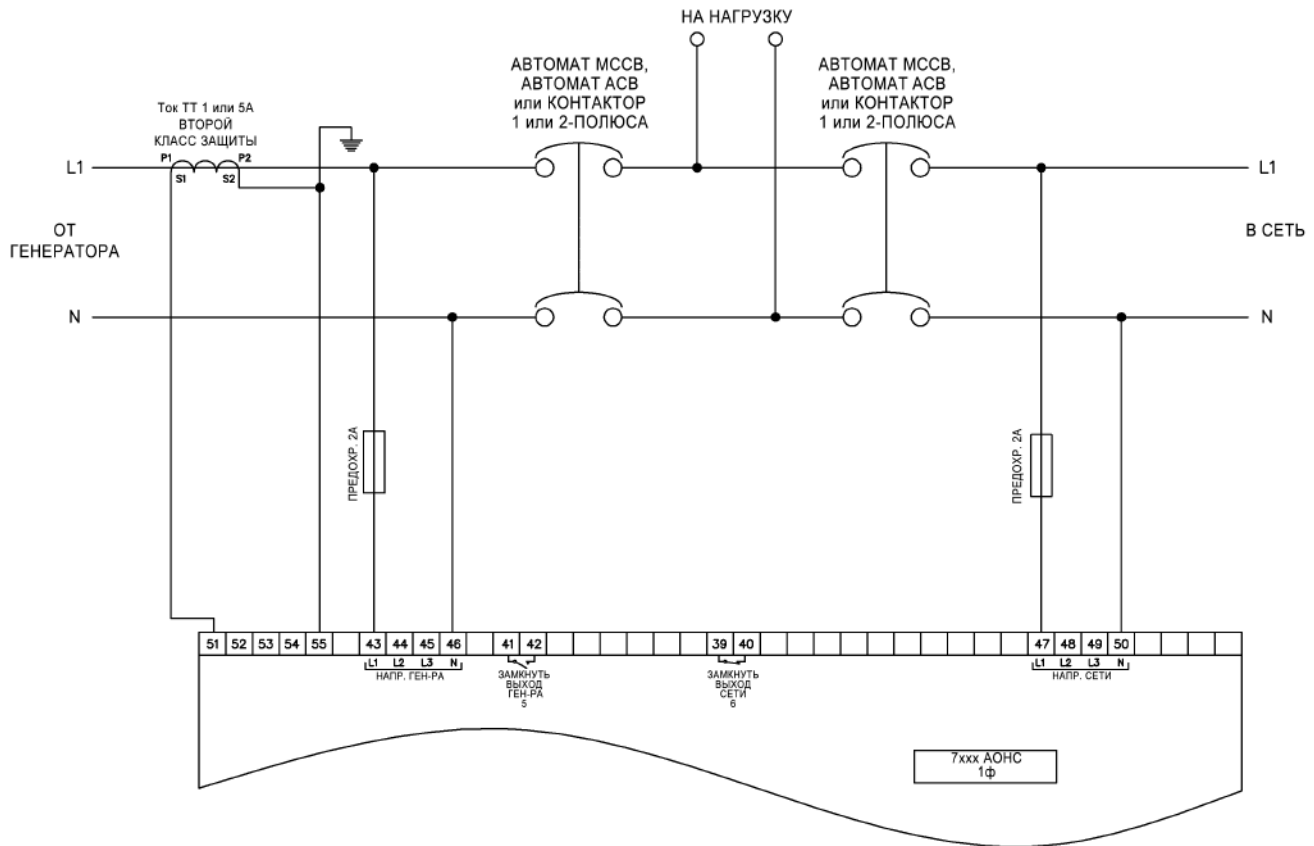 НА НАГРУЗКУ
АВТОМАТ МССВ,
АВТОМАТ АСВ
или КОНТАКТОР
1 или 2-ПОЛЮСА
АВТОМАТ МССВ,
АВТОМАТ АСВ
или КОНТАКТОР
1 или 2-ПОЛЮСА
Ток ТТ 1 или 5А
ВТОРОЙ
КЛАСС ЗАЩИТЫ
P1 P2
S1 S2
L1
L1
ОТ
ГЕНЕРАТОРА
В СЕТЬ
N
N
ПРЕДОХР. 2А
ПРЕДОХР. 2А
51 52 53 54 55 43 44 45 46 41 42 39 40 47 48 49 50
L1 L2 L3 N
НАПР. ГЕН-РА
ЗАМКНУТЬ
ВЫХОД
ГЕН-РА
5
ЗАМКНУТЬ
ВЫХОД
СЕТИ
6
L1 L2 L3 N
НАПР. СЕТИ
7xxx АОНС
1ф